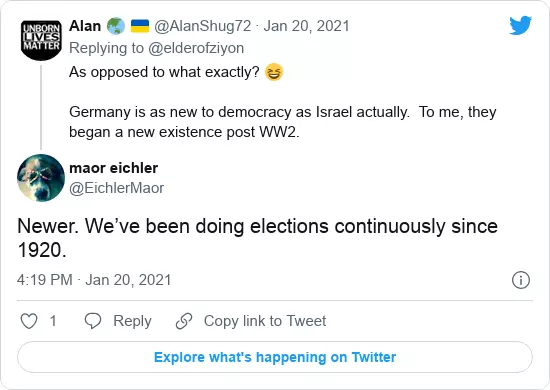 UNBORN
LIVES
MATTER
Alan 🌏 🇺🇦 @AlanShug72 · Jan 20, 2021
Replying to @elderofziyon
As opposed to what exactly? 😆
Germany is as new to democracy as Israel actually.  To me, they
began a new existence post WW2.
maor eichler
@EichlerMaor
Newer. We’ve been doing elections continuously since
1920.
4:19 PM · Jan 20, 2021
1 Reply Copy link to Tweet
Explore what's happening on Twitter